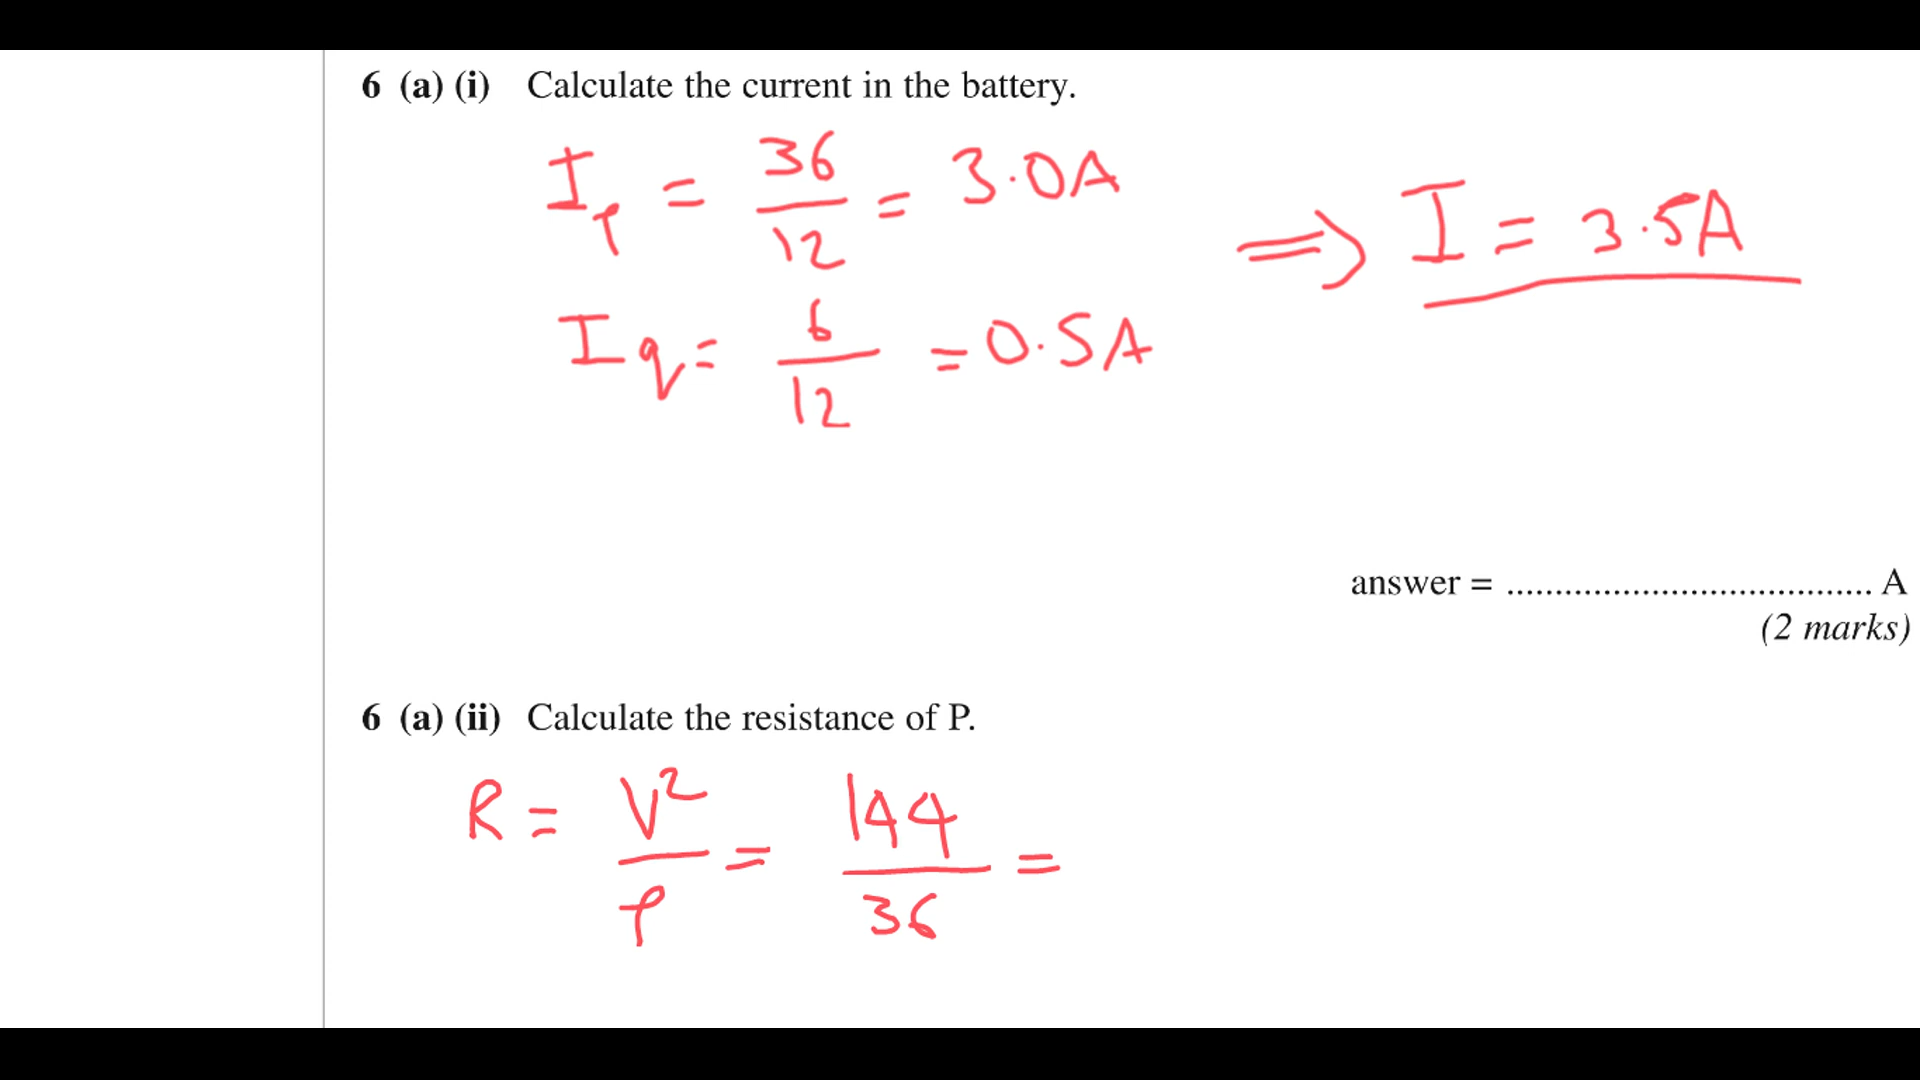 6 (a) (i) Calculate the current in the battery.
I_P = 36/12 = 3.0A
⇒ I = 3.5A
I_q = 6/12 = 0.5A
answer = ...................................... A
(2 marks)
6 (a) (ii) Calculate the resistance of P.
R = V²/P = 144/36 =